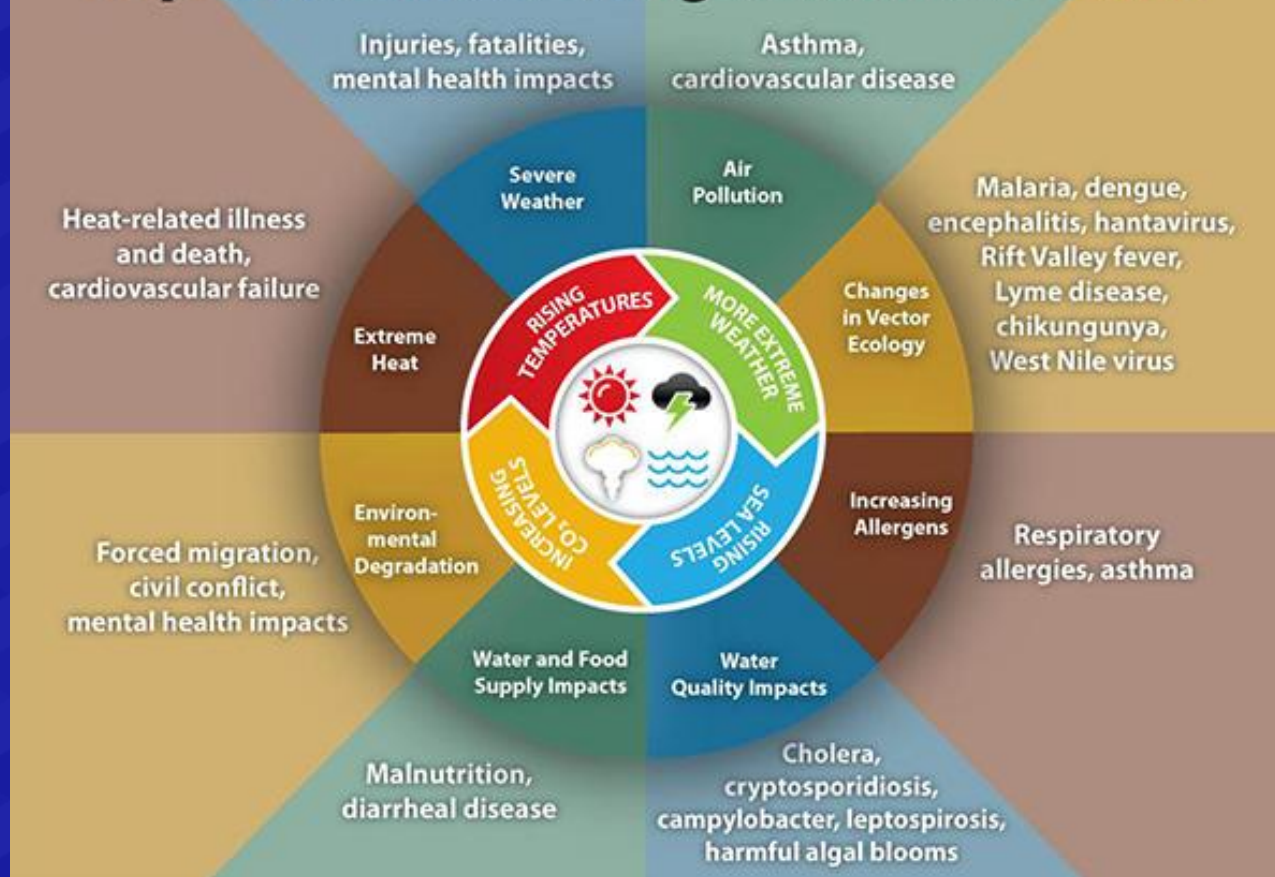 Injuries, fatalities,
mental health impacts
Asthma,
cardiovascular disease
Severe
Weather
Air
Pollution
Malaria, dengue,
encephalitis, hantavirus,
Rift Valley fever,
Lyme disease,
chikungunya,
West Nile virus
Heat-related illness
and death,
cardiovascular failure
Extreme
Heat
Changes
in Vector
Ecology
RISING
TEMPERATURES
MORE EXTREME
WEATHER
RISING
SEA LEVELS
INCREASING
CO₂ LEVELS
Environ-
mental
Degradation
Increasing
Allergens
Forced migration,
civil conflict,
mental health impacts
Respiratory
allergies, asthma
Water and Food
Supply Impacts
Water
Quality Impacts
Malnutrition,
diarrheal disease
Cholera,
cryptosporidiosis,
campylobacter, leptospirosis,
harmful algal blooms